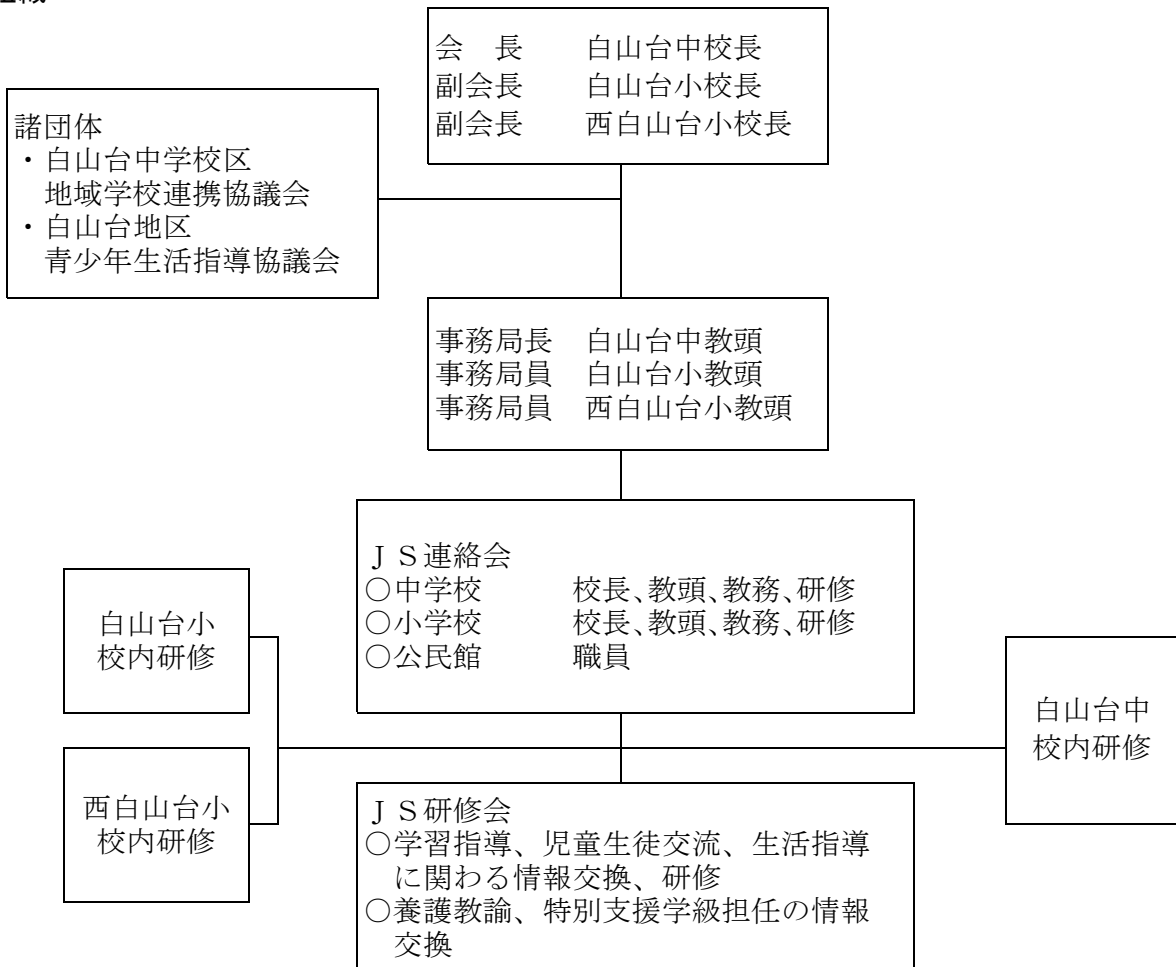 会　長　　白山台中校長
副会長　　白山台小校長
副会長　　西白山台小校長
諸団体
・白山台中学校区
地域学校連携協議会
・白山台地区
青少年生活指導協議会
事務局長　白山台中教頭
事務局員　白山台小教頭
事務局員　西白山台小教頭
ＪＳ連絡会
○中学校　　　校長、教頭、教務、研修
○小学校　　　校長、教頭、教務、研修
○公民館　　　職員
白山台小
校内研修
西白山台小
校内研修
白山台中
校内研修
ＪＳ研修会
○学習指導、児童生徒交流、生活指導
に関わる情報交換、研修
○養護教諭、特別支援学級担任の情報
交換